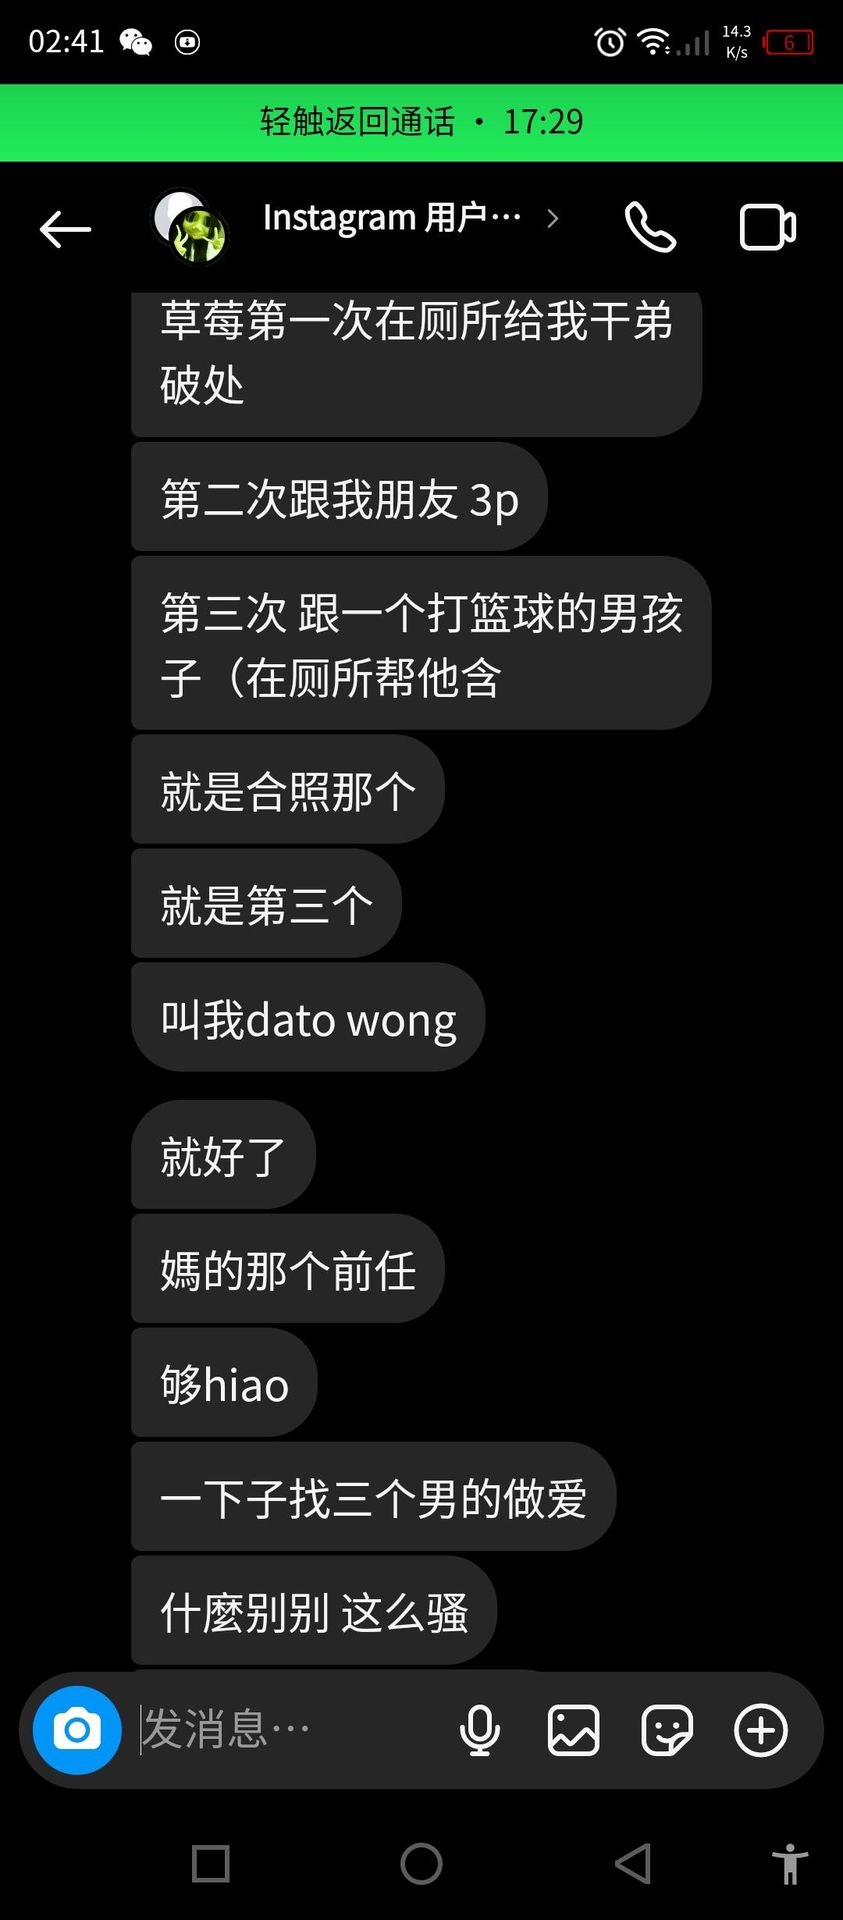 02:41
14.3
K/s
6
轻触返回通话 · 17:29
Instagram 用户…
草莓第一次在厕所给我干弟
破处
第二次跟我朋友 3p
第三次 跟一个打篮球的男孩
子（在厕所帮他含
就是合照那个
就是第三个
叫我dato wong
就好了
媽的那个前任
够hiao
一下子找三个男的做爱
什麼别别 这么骚
发消息…